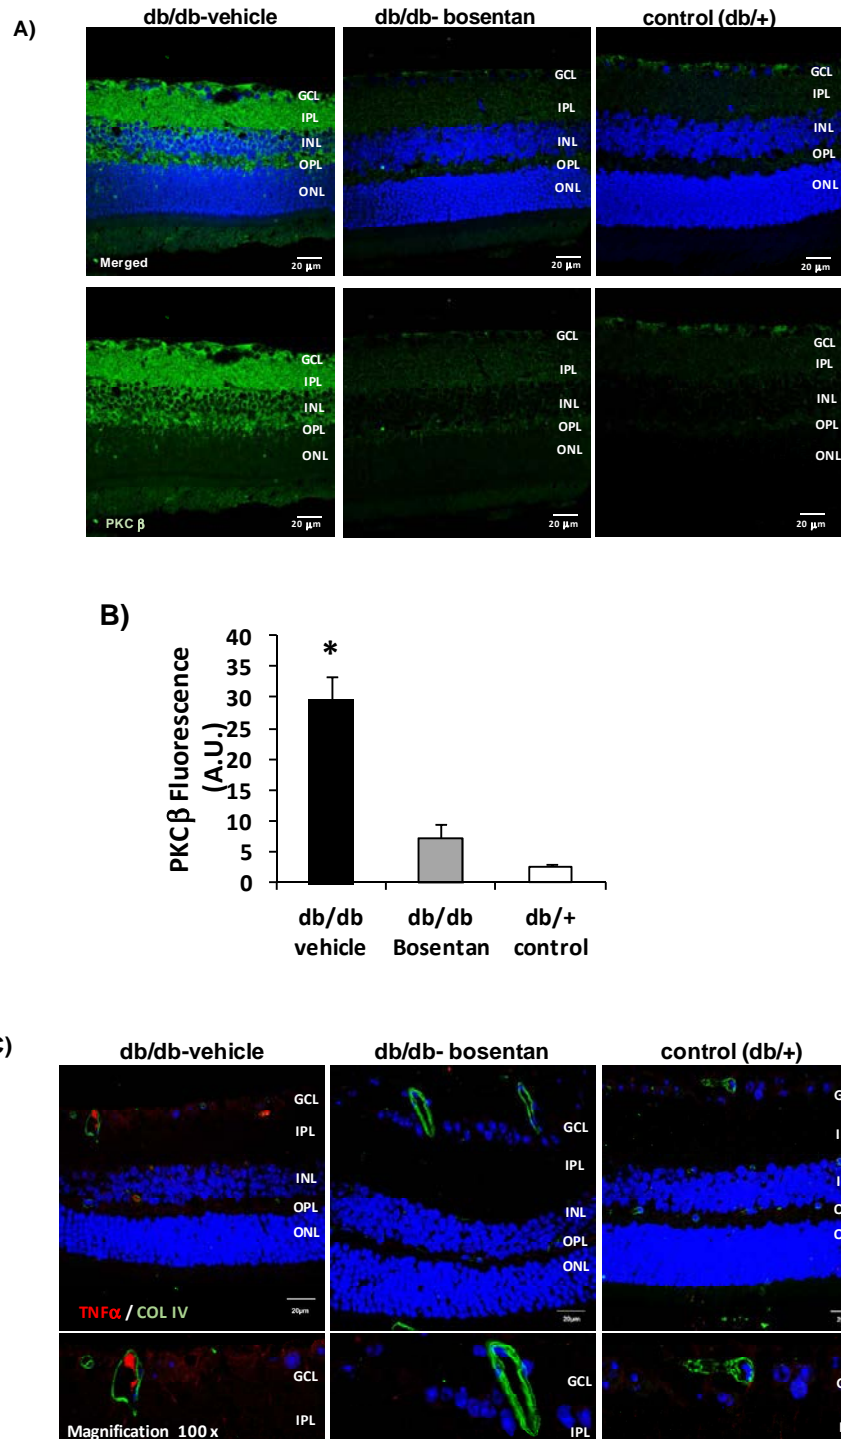 A)
db/db-vehicle
db/db- bosentan
control (db/+)
GCL
IPL
INL
OPL
ONL
Merged
20 μm
GCL
IPL
INL
OPL
ONL
20 μm
GCL
IPL
INL
OPL
ONL
20 μm
GCL
IPL
INL
OPL
ONL
PKC β
20 μm
GCL
IPL
INL
OPL
ONL
20 μm
GCL
IPL
INL
OPL
ONL
20 μm
B)
PKCβ Fluorescence
(A.U.)
40
35
30
25
20
15
10
5
0
*
db/db
vehicle
db/db
Bosentan
db/+
control
C)
db/db-vehicle
db/db- bosentan
control (db/+)
GCL
IPL
INL
OPL
ONL
TNFα / COL IV
20μm
GCL
IPL
INL
OPL
ONL
20μm
GCL
IPL
Magnification 100 x
GCL
IPL